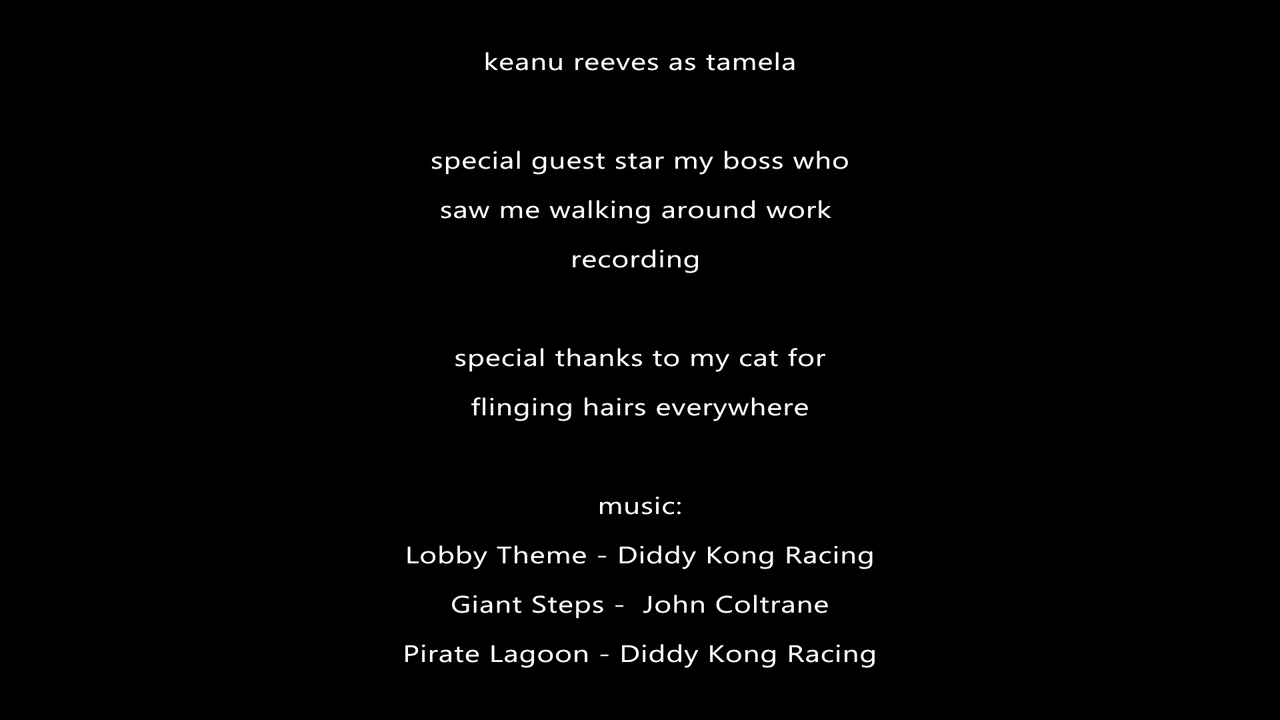 keanu reeves as tamela
special guest star my boss who
saw me walking around work
recording
special thanks to my cat for
flinging hairs everywhere
music:
Lobby Theme - Diddy Kong Racing
Giant Steps -  John Coltrane
Pirate Lagoon - Diddy Kong Racing